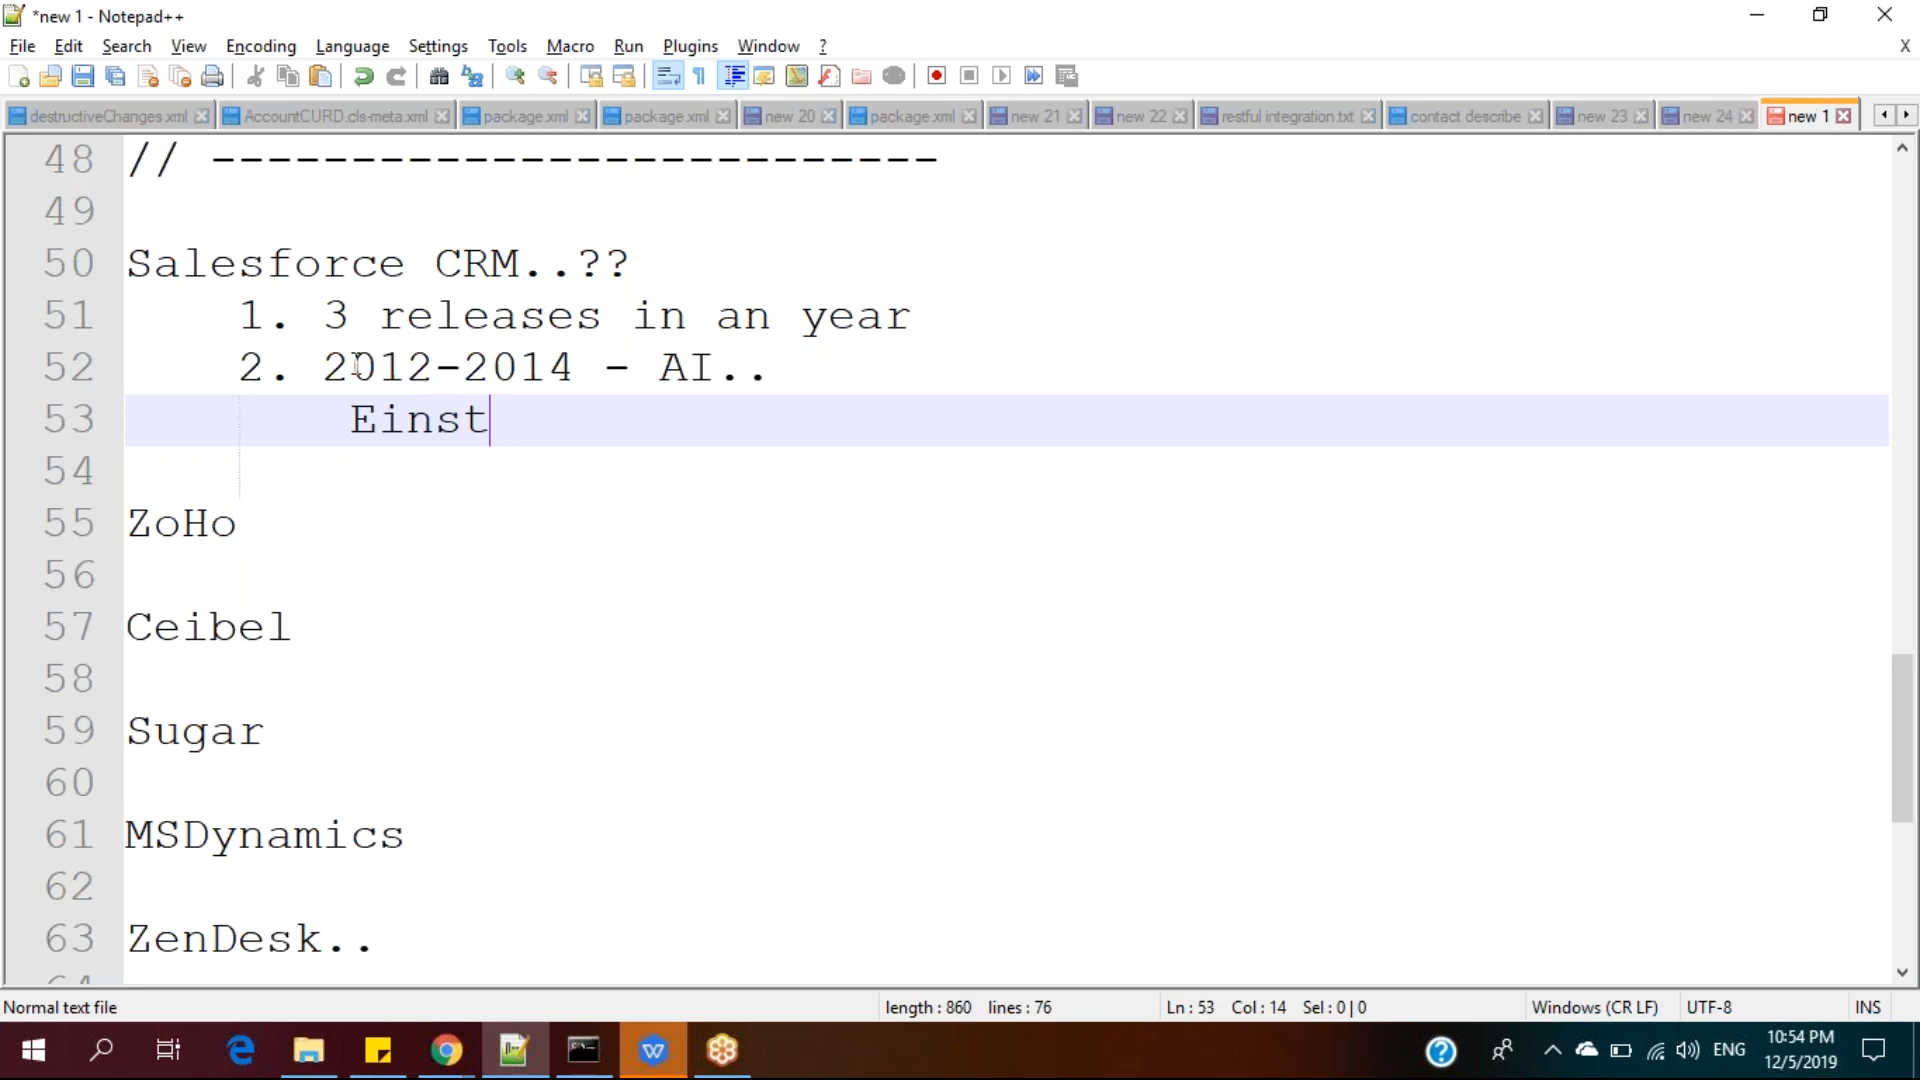 *new 1 - Notepad++
File Edit Search View Encoding Language Settings Tools Macro Run Plugins Window ? X
destructiveChanges.xml AccountCURD.cls-meta.xml package.xml package.xml new 20 package.xml new 21 new 22 restful integration.txt contact describe new 23 new 24 new 1
48 // --------------------------
49
50 Salesforce CRM..??
51 1. 3 releases in an year
52 2. 2012-2014 - AI..
53 Einst
54
55 ZoHo
56
57 Ceibel
58
59 Sugar
60
61 MSDynamics
62
63 ZenDesk..
64
Normal text file length : 860 lines : 76 Ln : 53 Col : 14 Sel : 0 | 0 Windows (CR LF) UTF-8 INS
ENG
10:54 PM
12/5/2019